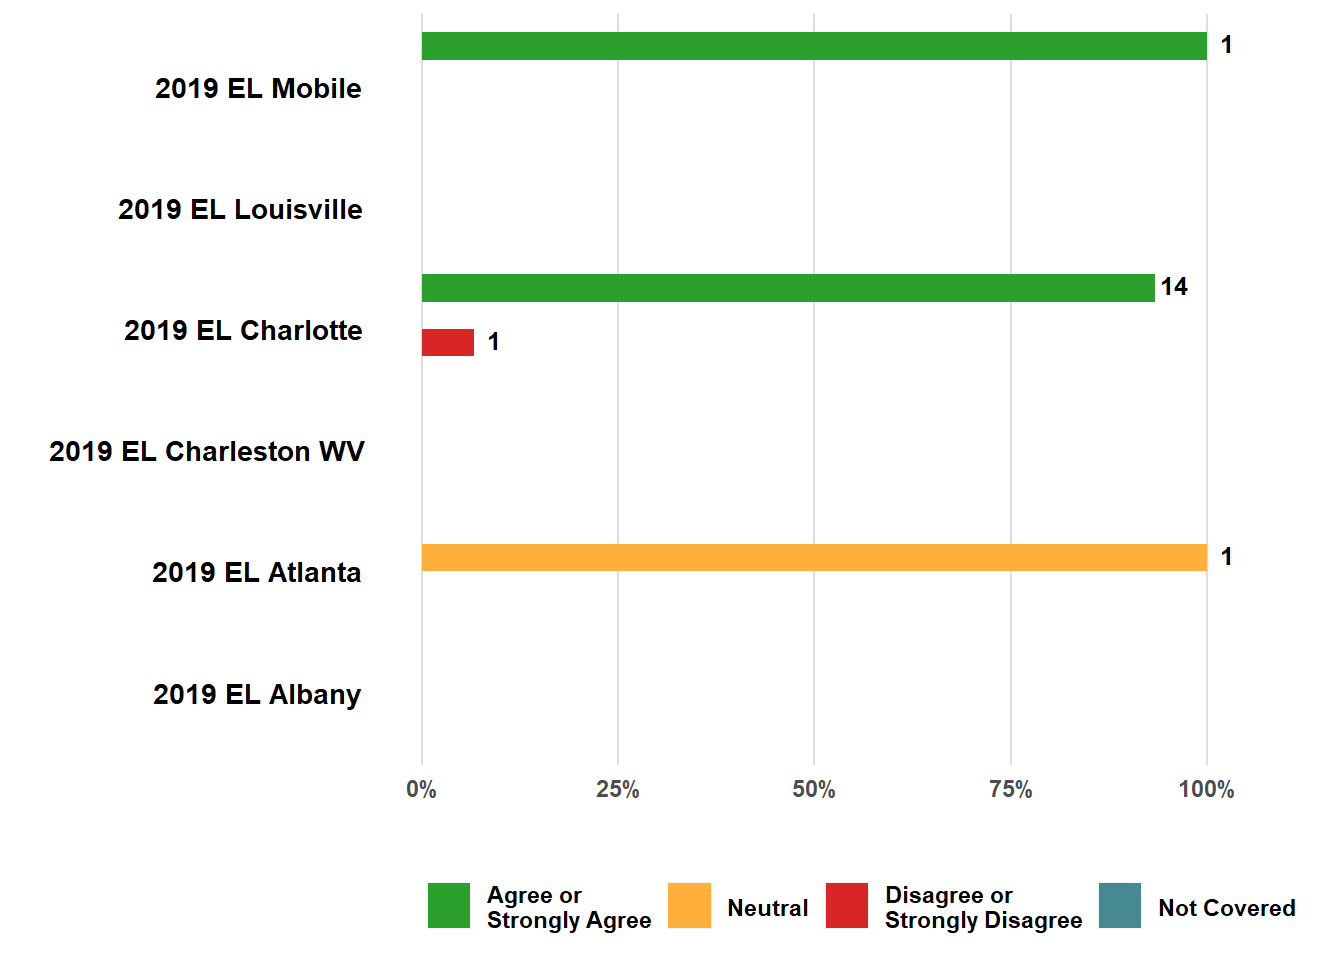 1
2019 EL Mobile
2019 EL Louisville
14
2019 EL Charlotte
1
2019 EL Charleston WV
1
2019 EL Atlanta
2019 EL Albany
0% 25% 50% 75% 100%
Agree or
Strongly Agree
Neutral
Disagree or
Strongly Disagree
Not Covered